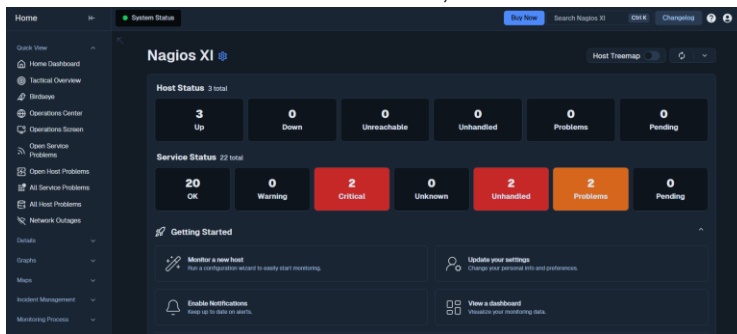 Home
System Status
Buy Now
Search Nagios XI
Ctrl K
Changelog
Quick View
Home Dashboard
Tactical Overview
Birdseye
Operations Center
Operations Screen
Open Service
Problems
Open Host Problems
All Service Problems
All Host Problems
Network Outages
Details
Graphs
Maps
Incident Management
Monitoring Process
Nagios XI
Host Treemap
Host Status 3 total
3
Up
0
Down
0
Unreachable
0
Unhandled
0
Problems
0
Pending
Service Status 22 total
20
OK
0
Warning
2
Critical
0
Unknown
2
Unhandled
2
Problems
0
Pending
Getting Started
Monitor a new host
Run a configuration wizard to easily start monitoring.
Update your settings
Change your personal info and preferences.
Enable Notifications
Keep up to date on alerts.
View a dashboard
Visualize your monitoring data.